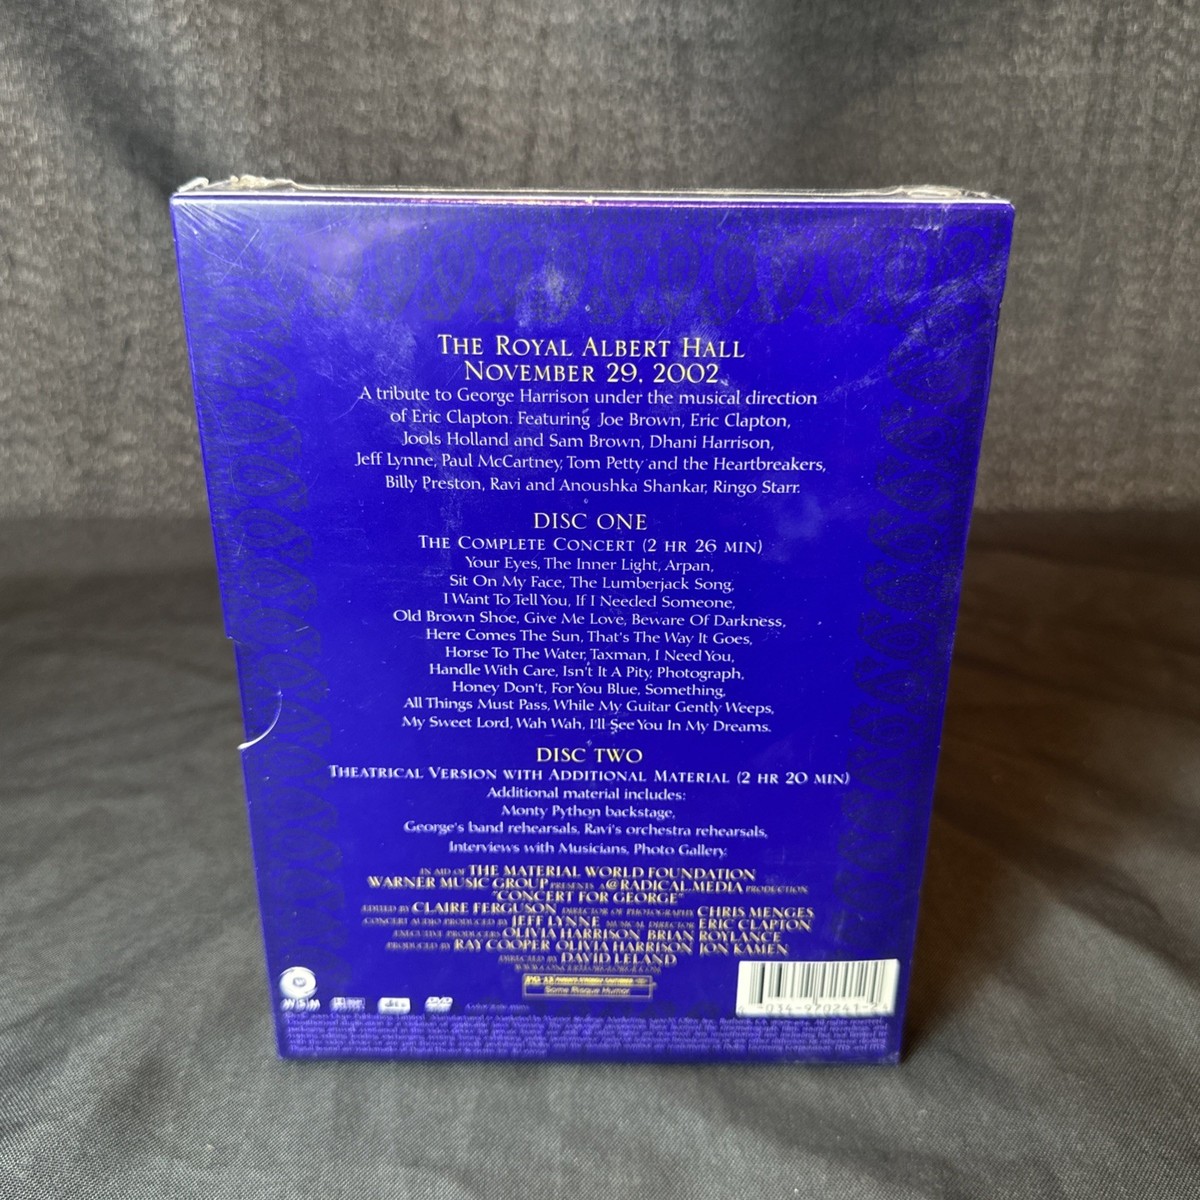 THE ROYAL ALBERT HALL
NOVEMBER 29, 2002
A tribute to George Harrison under the musical direction
of Eric Clapton. Featuring Joe Brown, Eric Clapton,
Jools Holland and Sam Brown, Dhani Harrison,
Jeff Lynne, Paul McCartney, Tom Petty and the Heartbreakers,
Billy Preston, Ravi and Anoushka Shankar, Ringo Starr.
DISC ONE
THE COMPLETE CONCERT (2 HR 26 MIN)
Your Eyes, The Inner Light, Arpan,
Sit On My Face, The Lumberjack Song,
I Want To Tell You, If I Needed Someone,
Old Brown Shoe, Give Me Love, Beware Of Darkness,
Here Comes The Sun, That's The Way It Goes,
Horse To The Water, Taxman, I Need You,
Handle With Care, Isn't It A Pity, Photograph,
Honey Don't, For You Blue, Something,
All Things Must Pass, While My Guitar Gently Weeps,
My Sweet Lord, Wah Wah, I'll See You In My Dreams.
DISC TWO
THEATRICAL VERSION WITH ADDITIONAL MATERIAL (2 HR 20 MIN)
Additional material includes:
Monty Python backstage,
George's band rehearsals, Ravi's orchestra rehearsals,
Interviews with Musicians, Photo Gallery.
IN AID OF THE MATERIAL WORLD FOUNDATION
WARNER MUSIC GROUP PRESENTS A @RADICAL.MEDIA PRODUCTION
"CONCERT FOR GEORGE"
EDITED BY CLAIRE FERGUSON DIRECTOR OF PHOTOGRAPHY CHRIS MENGES
CONCERT AUDIO PRODUCED BY JEFF LYNNE MUSICAL DIRECTOR ERIC CLAPTON
EXECUTIVE PRODUCERS OLIVIA HARRISON BRIAN ROYLANCE
PRODUCED BY RAY COOPER OLIVIA HARRISON JON KAMEN
DIRECTED BY DAVID LELAND
Some Risque Humor
WSM
dts
DVD